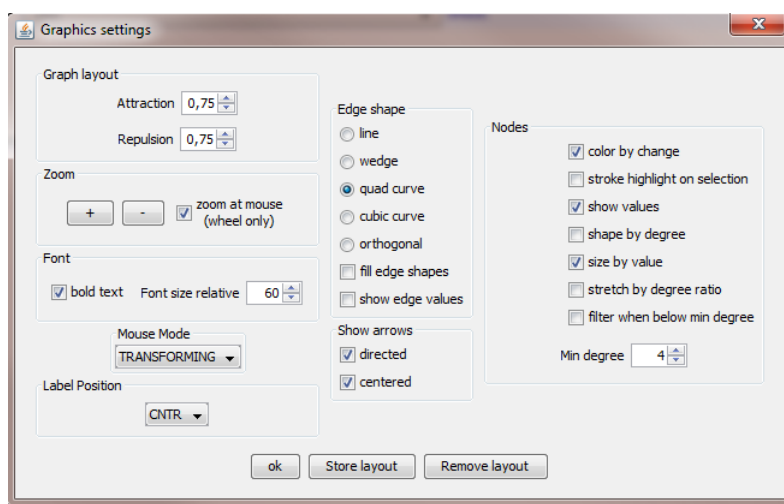 Graphics settings
Graph layout
Attraction 0,75
Repulsion 0,75
Zoom
+ - zoom at mouse
(wheel only)
Font
bold text Font size relative 60
Mouse Mode
TRANSFORMING
Label Position
CNTR
Edge shape
line
wedge
quad curve
cubic curve
orthogonal
fill edge shapes
show edge values
Show arrows
directed
centered
Nodes
color by change
stroke highlight on selection
show values
shape by degree
size by value
stretch by degree ratio
filter when below min degree
Min degree 4
ok Store layout Remove layout